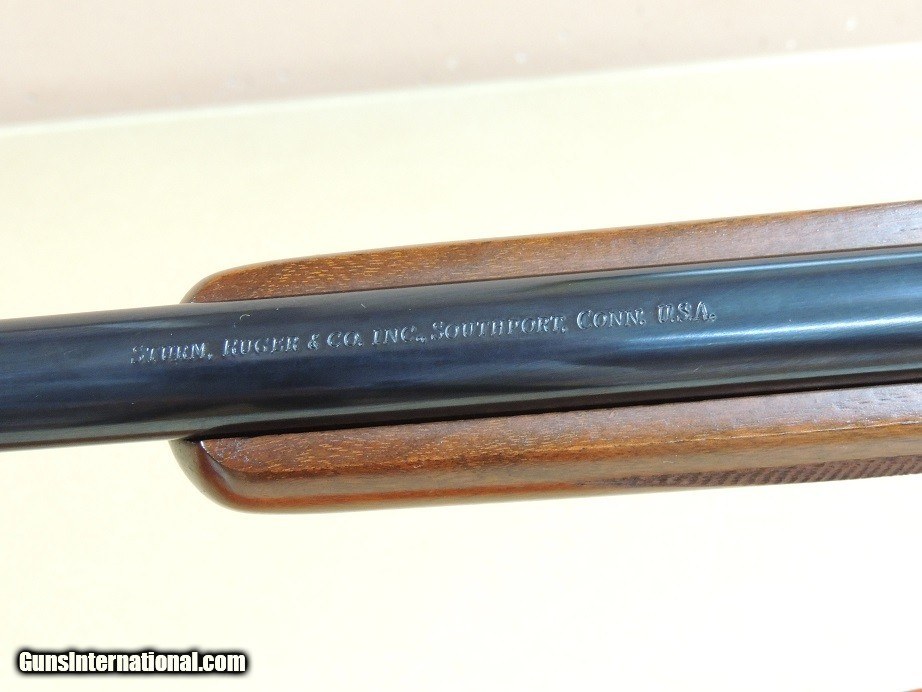 STURM, RUGER & CO. INC., SOUTHPORT, CONN. U.S.A.
GunsInternational.com